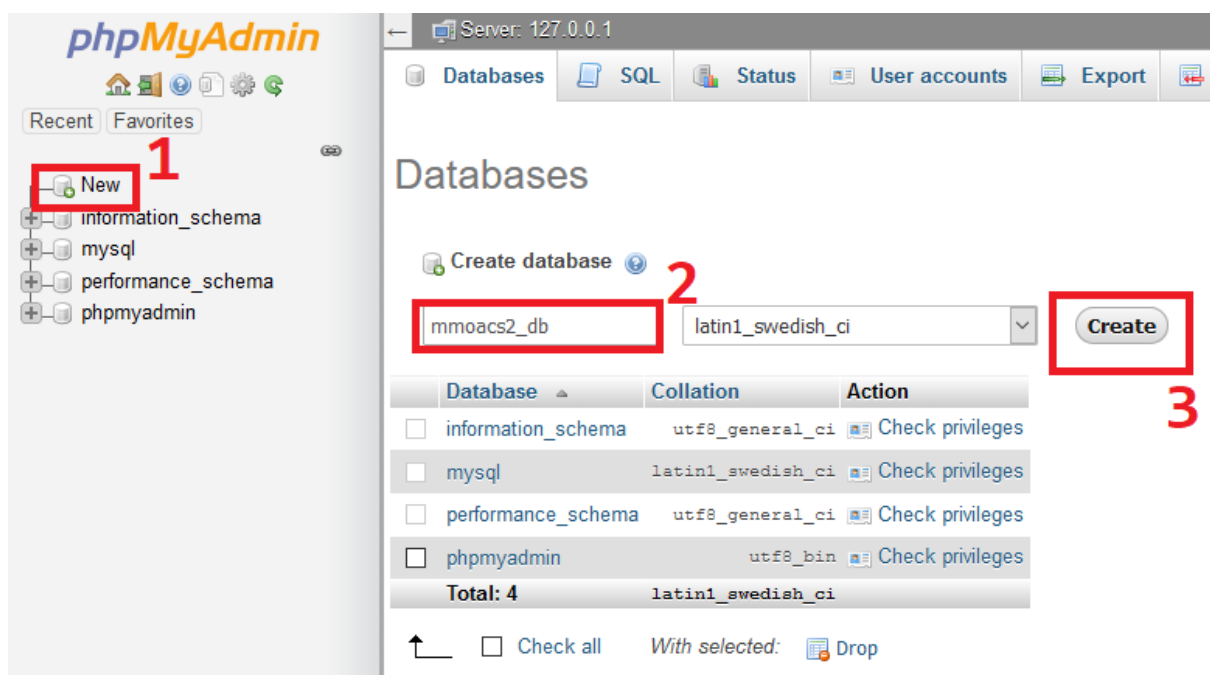 phpMyAdmin
Recent Favorites
1
New
information_schema
mysql
performance_schema
phpmyadmin
Server: 127.0.0.1
Databases SQL Status User accounts Export
Databases
Create database
2
mmoacs2_db latin1_swedish_ci Create
3
Database Collation Action
information_schema utf8_general_ci Check privileges
mysql latin1_swedish_ci Check privileges
performance_schema utf8_general_ci Check privileges
phpmyadmin utf8_bin Check privileges
Total: 4 latin1_swedish_ci
Check all With selected: Drop